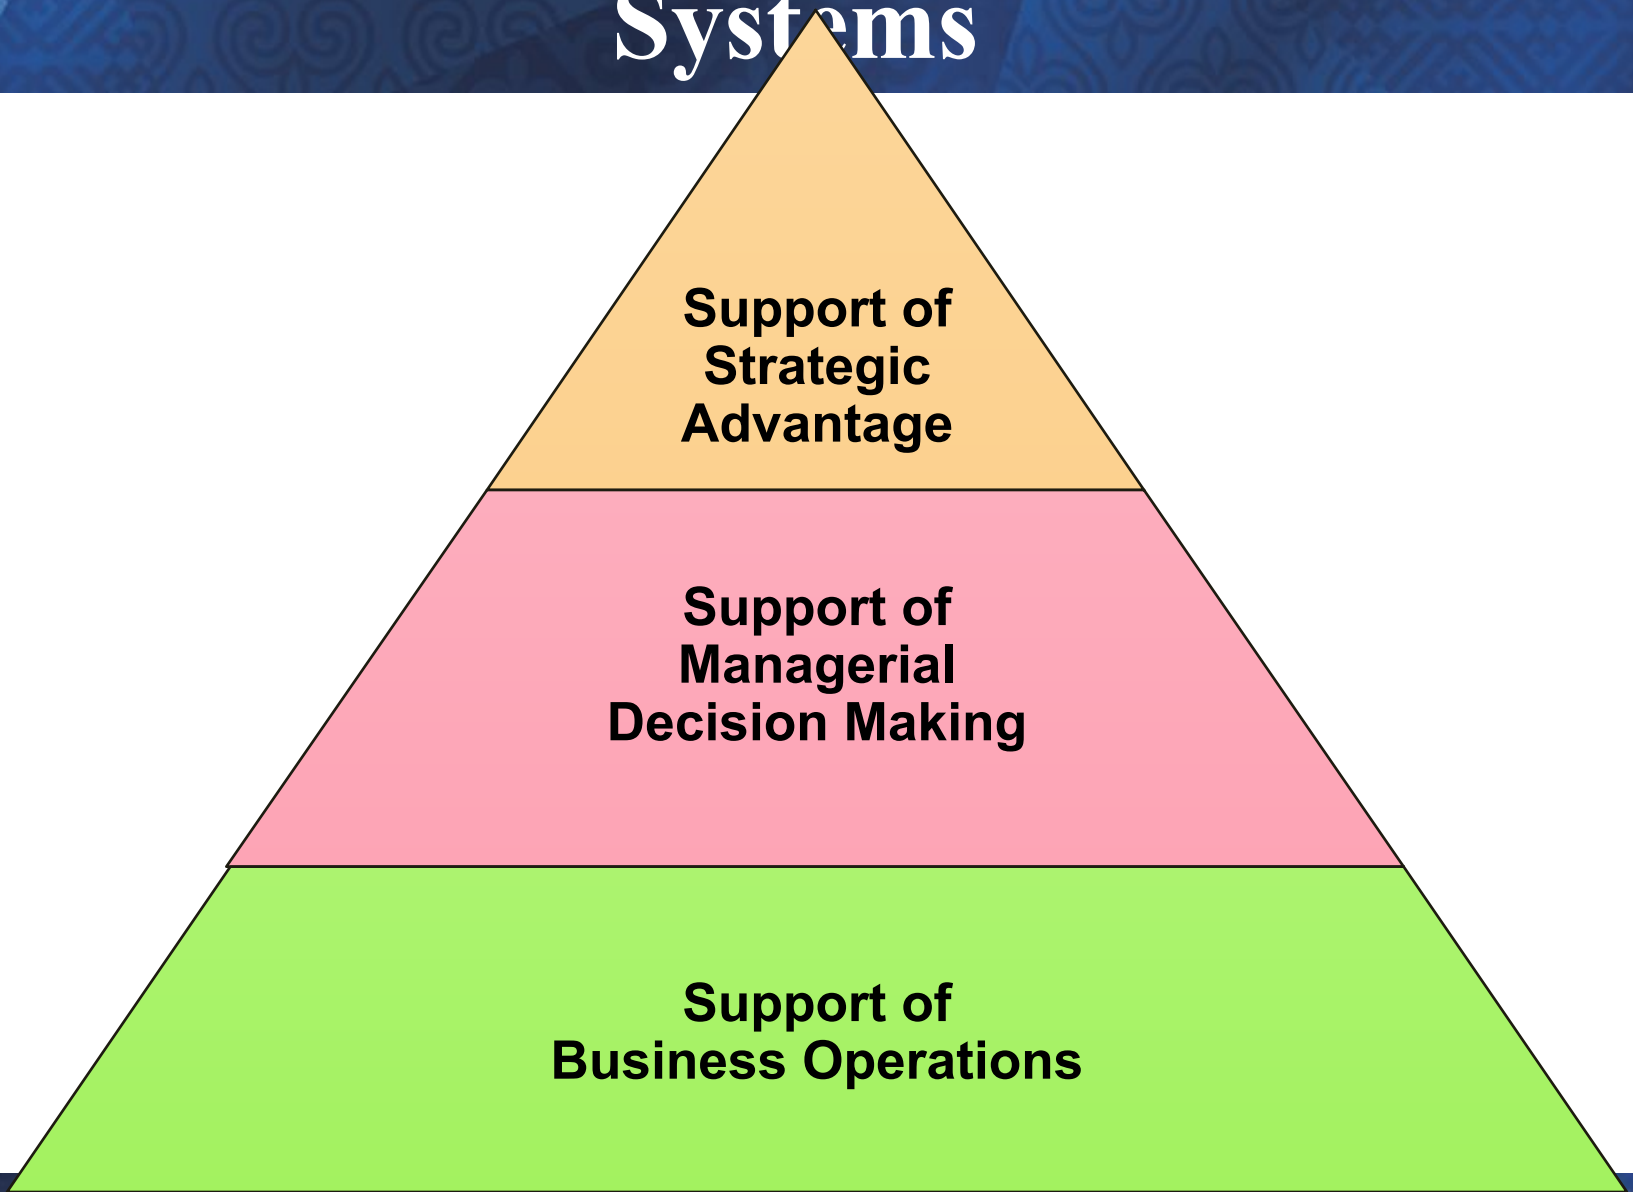 Systems
Support of
Strategic
Advantage
Support of
Managerial
Decision Making
Support of
Business Operations